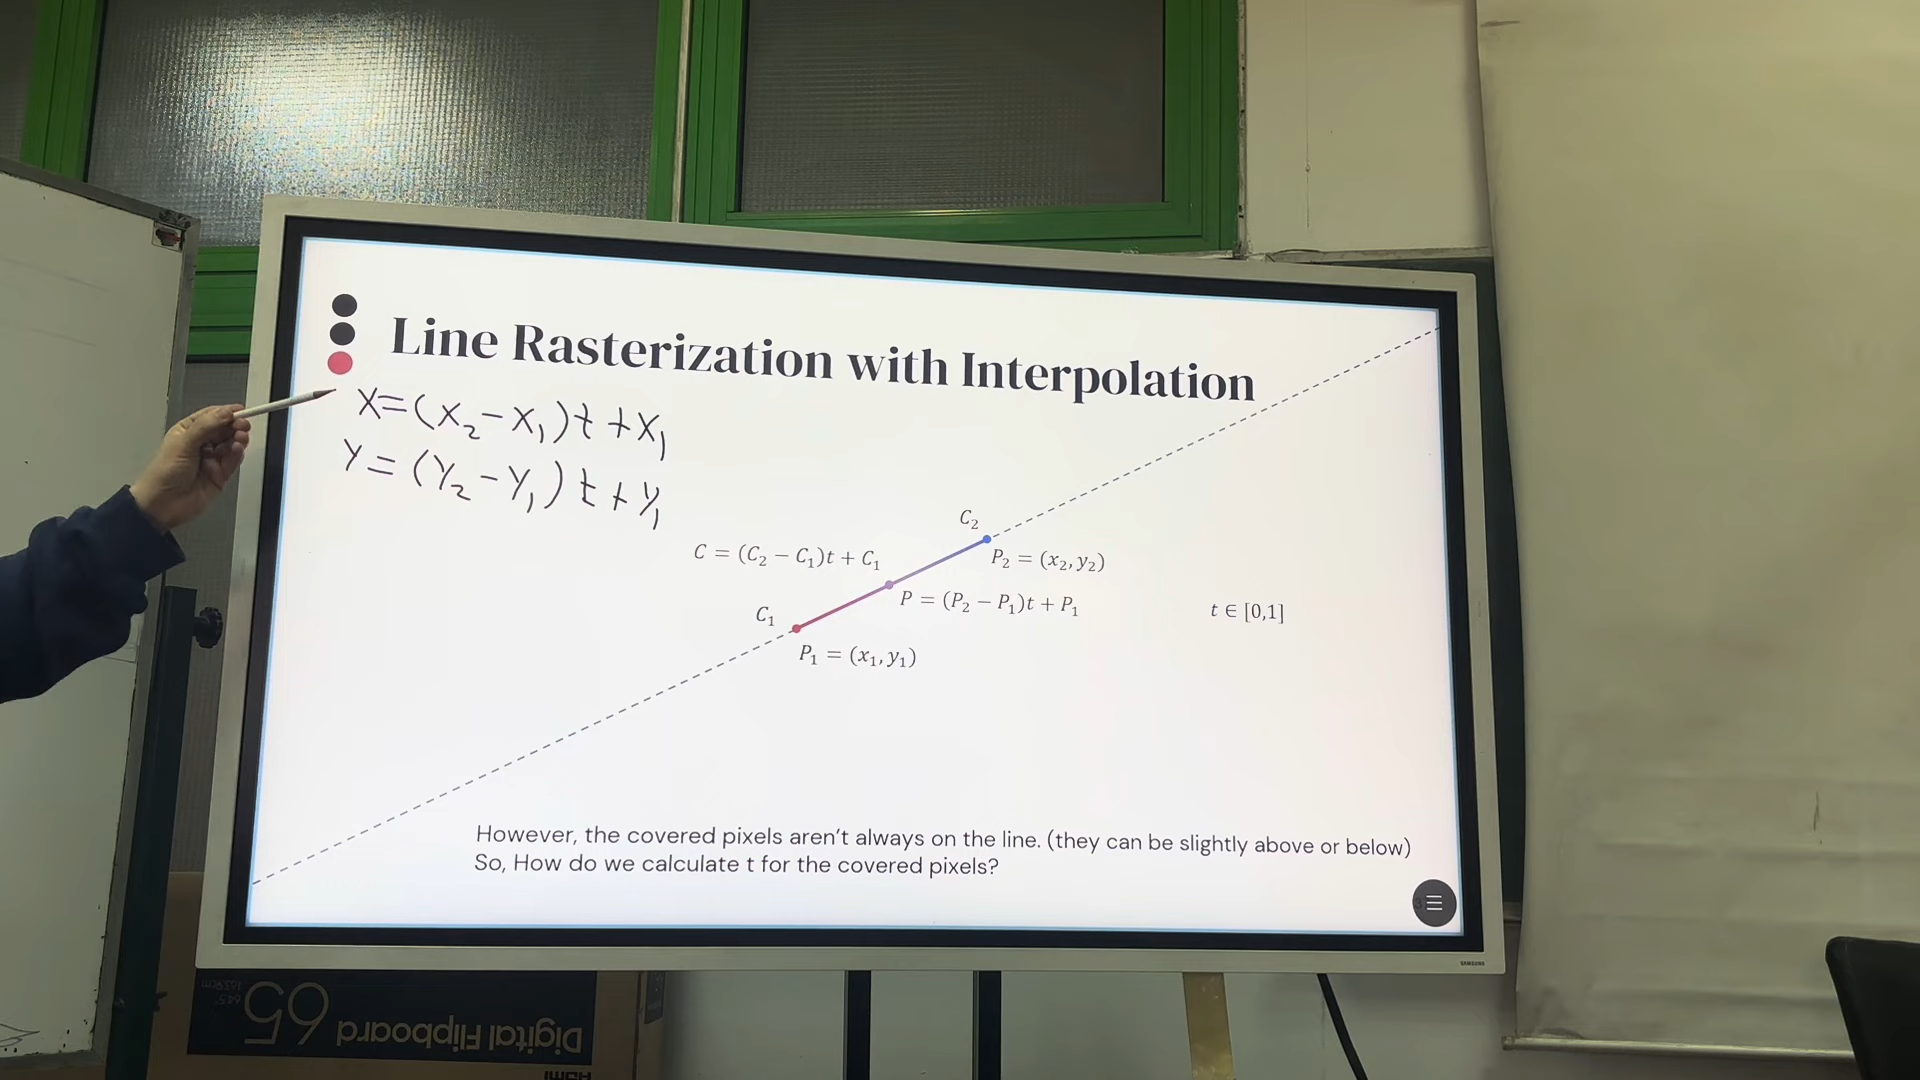 Line Rasterization with Interpolation
X=(X₂-X₁)t+X₁
Y=(Y₂-Y₁)t+Y₁
C₂
C = (C₂ − C₁)t + C₁
P₂ = (x₂, y₂)
P = (P₂ − P₁)t + P₁
t ∈ [0,1]
C₁
P₁ = (x₁, y₁)
However, the covered pixels aren't always on the line. (they can be slightly above or below)
So, How do we calculate t for the covered pixels?
3
SAMSUNG
Digital Flipboard 65